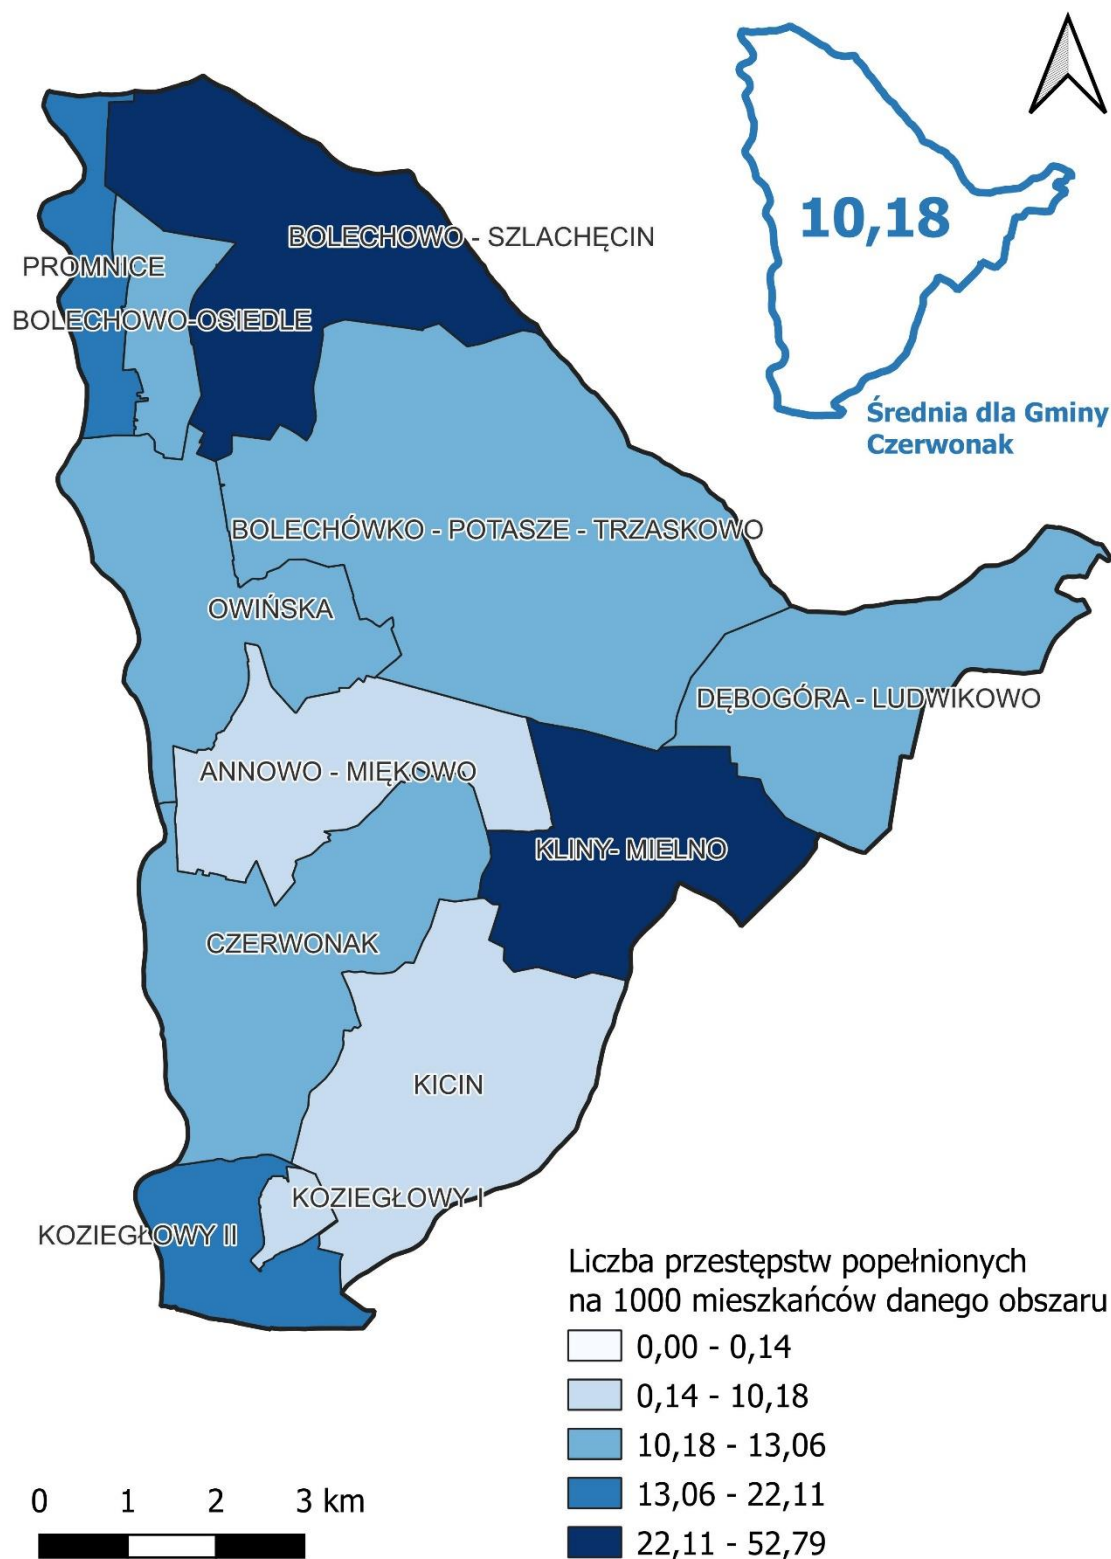 10,18
Średnia dla Gminy
Czerwonak
BOLECHOWO - SZLACHĘCIN
PROMNICE
BOLECHOWO-OSIEDLE
BOLECHÓWKO - POTASZE - TRZASKOWO
OWIŃSKA
DĘBOGÓRA - LUDWIKOWO
ANNOWO - MIĘKOWO
KLINY- MIELNO
CZERWONAK
KICIN
KOZIEGŁOWY I
KOZIEGŁOWY II
Liczba przestępstw popełnionych
na 1000 mieszkańców danego obszaru
0,00 - 0,14
0,14 - 10,18
10,18 - 13,06
13,06 - 22,11
22,11 - 52,79
0 1 2 3 km